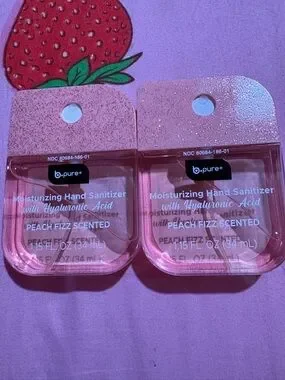 NDC 80684-186-01
b.pure®
Moisturizing Hand Sanitizer
with Hyaluronic Acid
PEACH FIZZ SCENTED
1.15 FL OZ (34 mL)
NDC 80684-186-01
b.pure®
Moisturizing Hand Sanitizer
with Hyaluronic Acid
PEACH FIZZ SCENTED
1.15 FL OZ (34 mL)